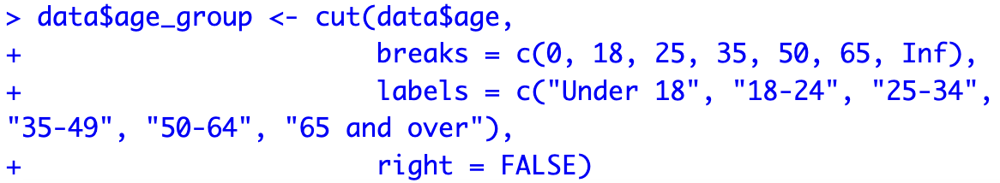 > data$age_group <- cut(data$age,
+                       breaks = c(0, 18, 25, 35, 50, 65, Inf),
+                       labels = c("Under 18", "18-24", "25-34",
"35-49", "50-64", "65 and over"),
+                       right = FALSE)